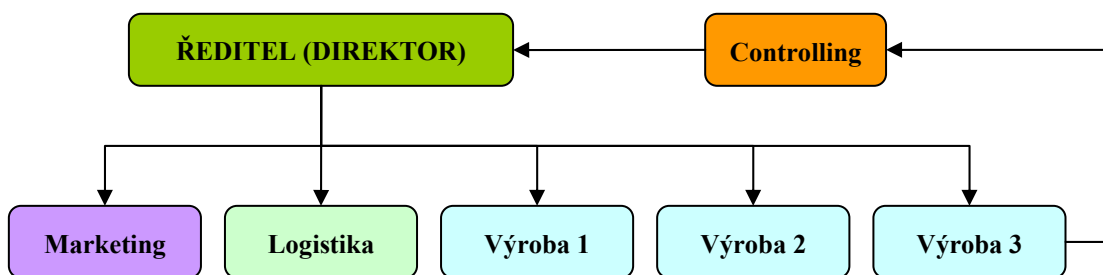 ŘEDITEL (DIREKTOR)
Controlling
Marketing
Logistika
Výroba 1
Výroba 2
Výroba 3